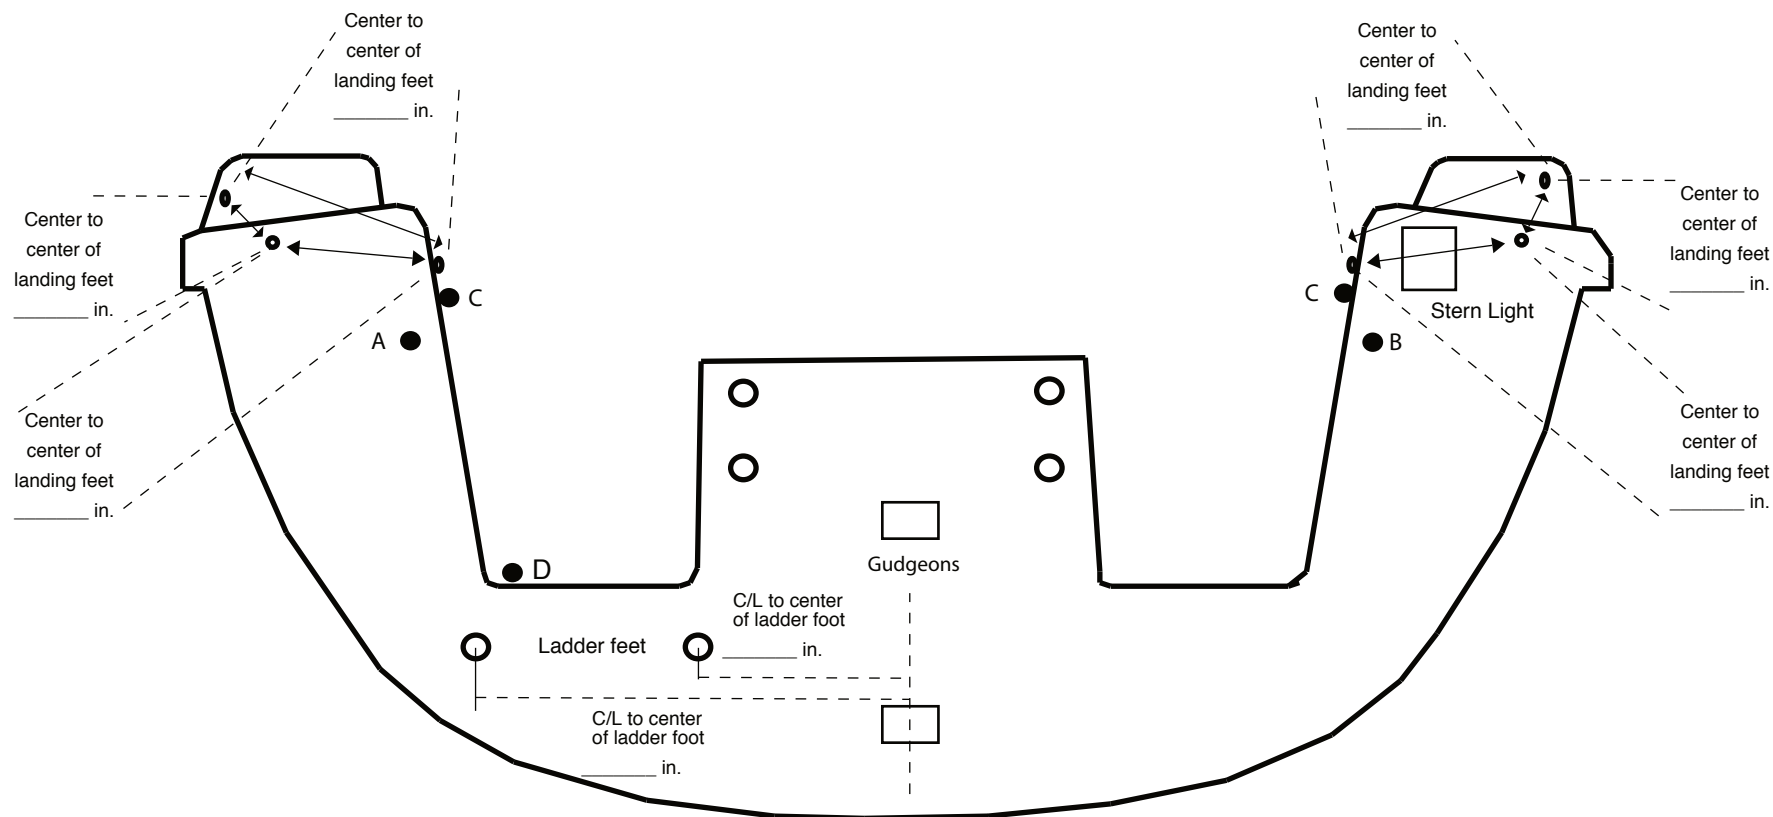 Center to
center of
landing feet
_______ in.
Center to
center of
landing feet
_______ in.
Center to
center of
landing feet
_______ in.
Center to
center of
landing feet
_______ in.
C
C
Stern Light
A
B
Center to
center of
landing feet
_______ in.
Center to
center of
landing feet
_______ in.
Gudgeons
D
C/L to center
of ladder foot
_______ in.
Ladder feet
C/L to center
of ladder foot
_______ in.